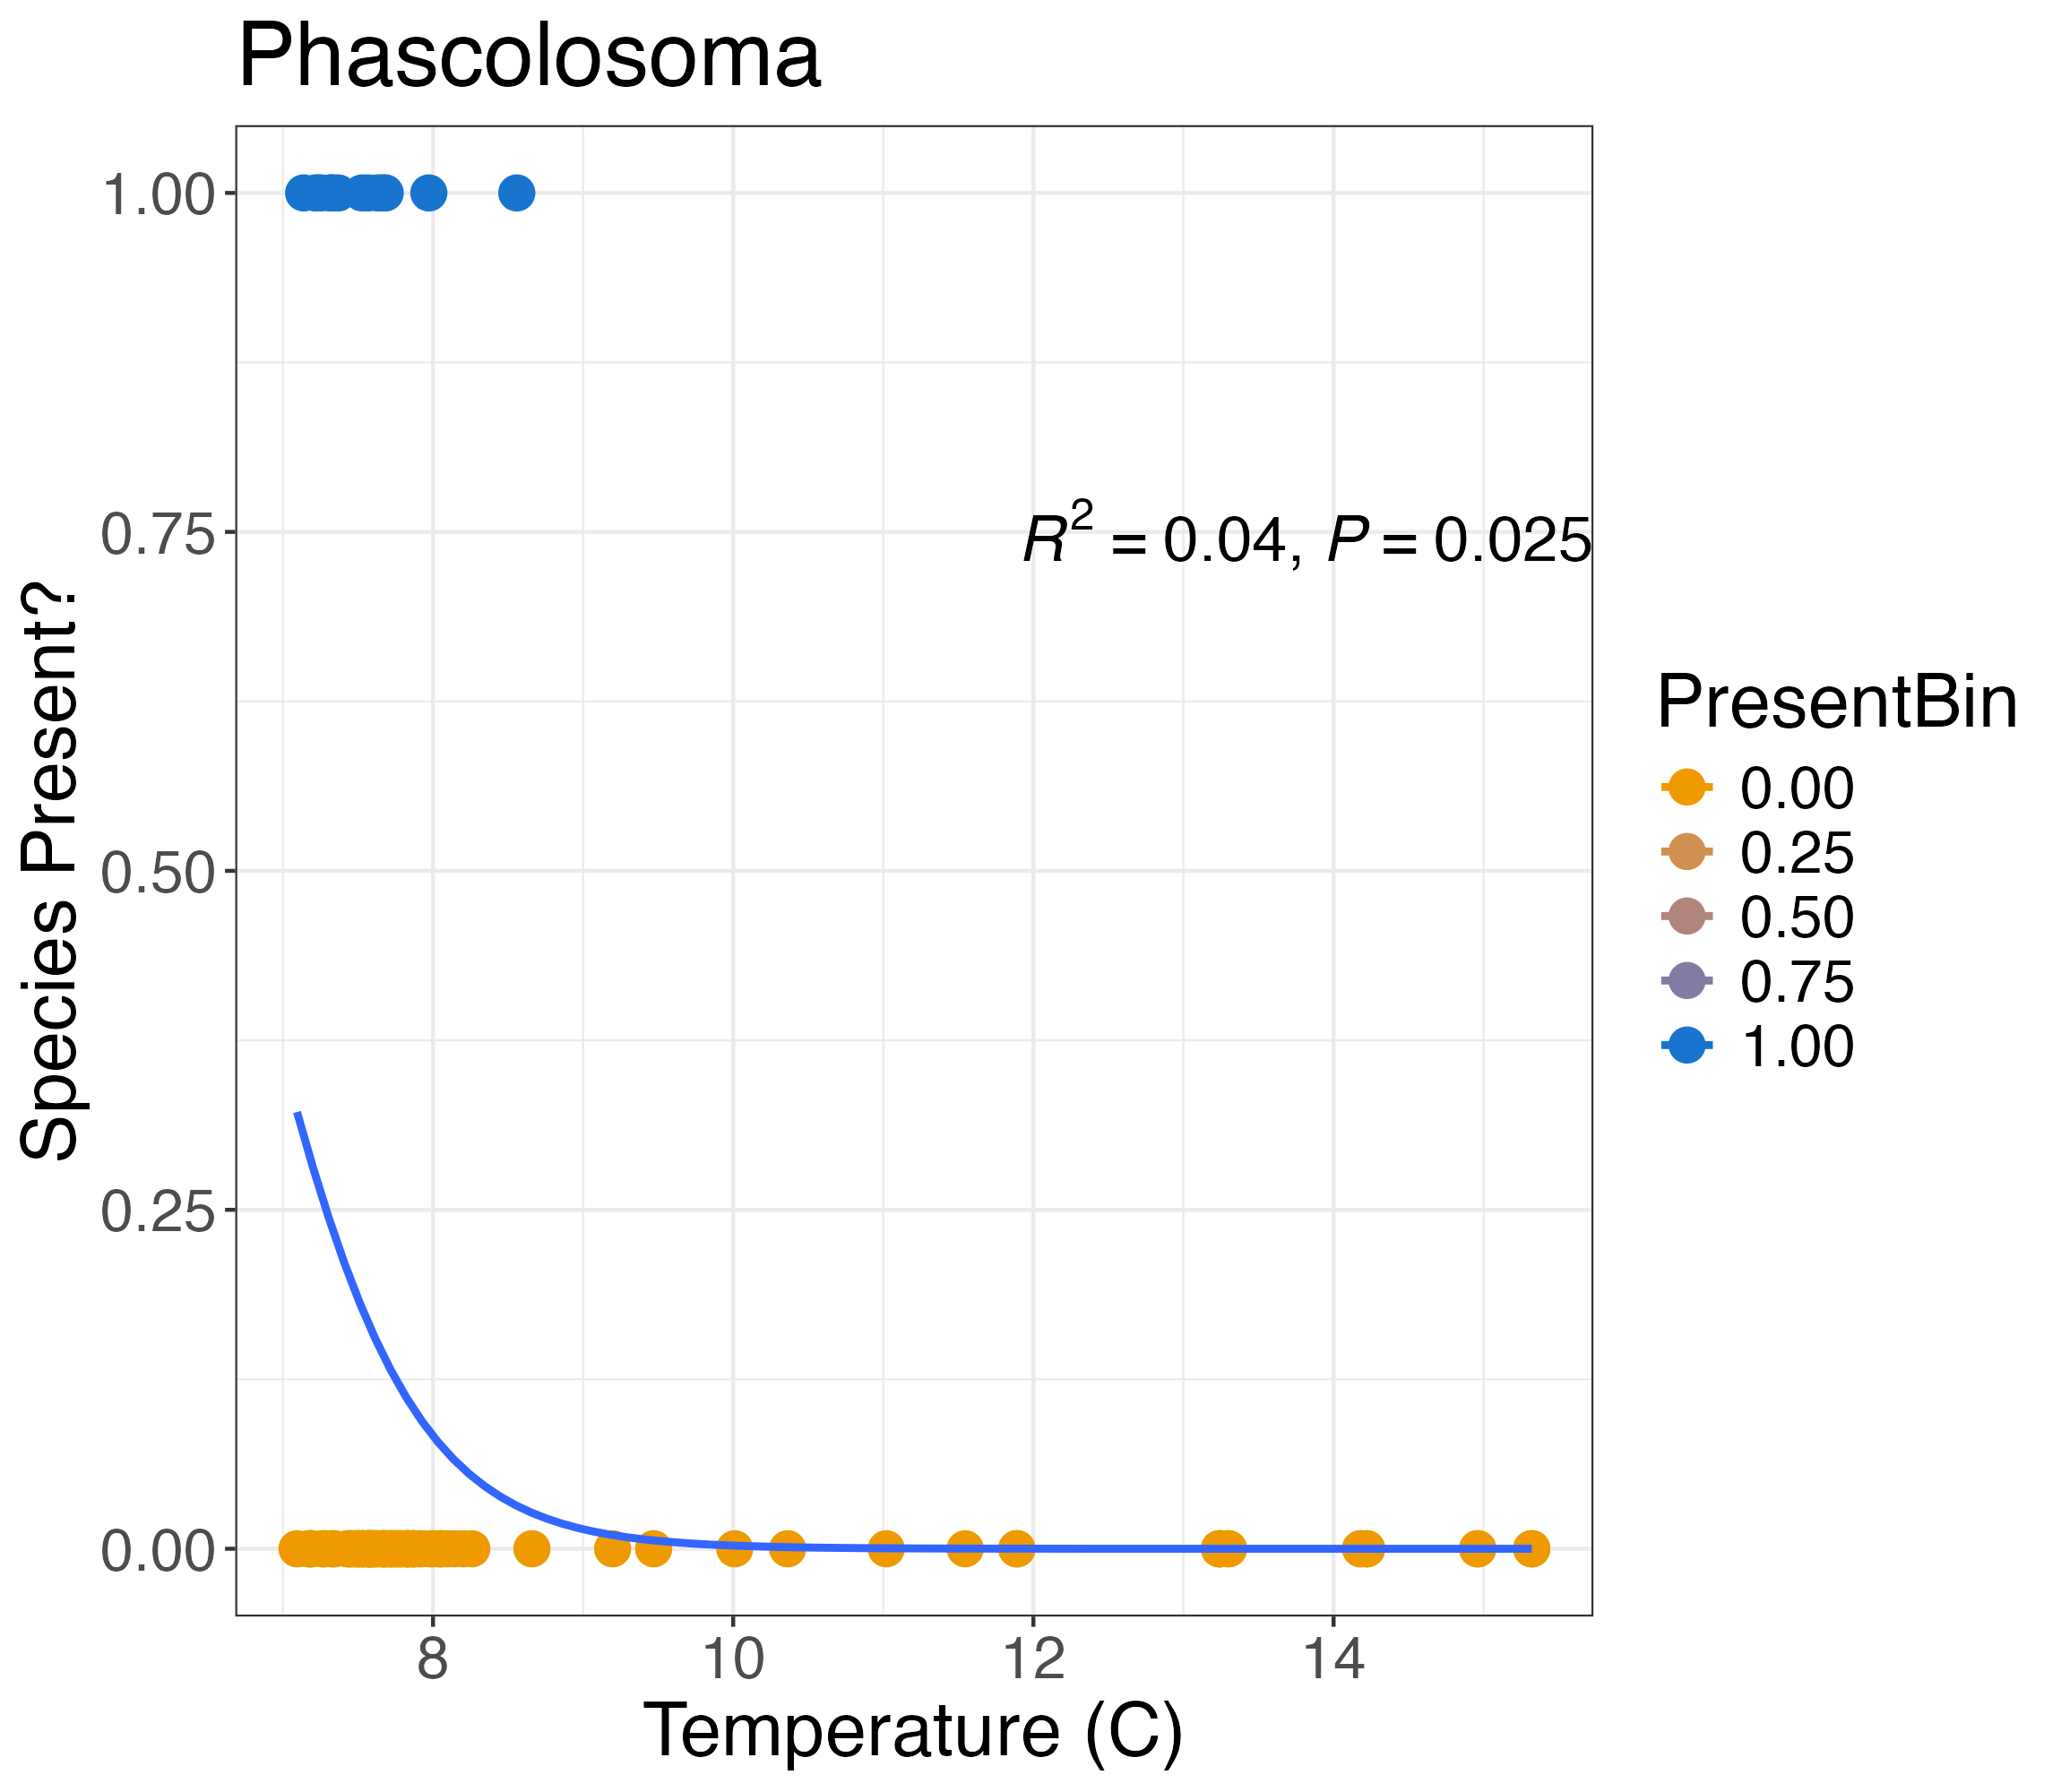 Phascolosoma
1.00
0.75
0.50
0.25
0.00
Species Present?
R² = 0.04, P = 0.025
8 10 12 14
Temperature (C)
PresentBin
0.00
0.25
0.50
0.75
1.00